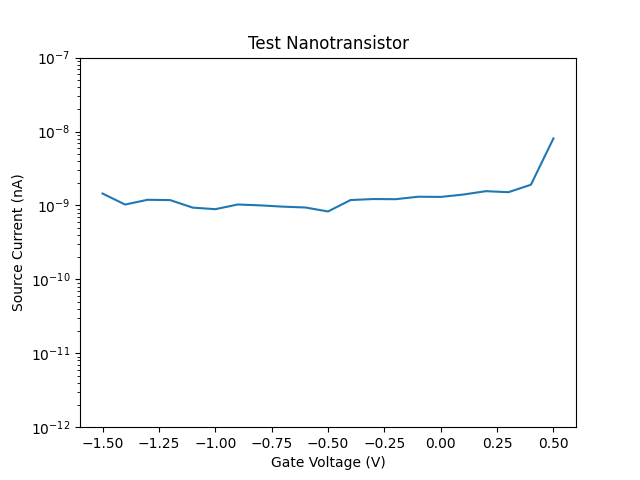 Test Nanotransistor
Source Current (nA)
10⁻⁷
10⁻⁸
10⁻⁹
10⁻¹⁰
10⁻¹¹
10⁻¹²
−1.50 −1.25 −1.00 −0.75 −0.50 −0.25 0.00 0.25 0.50
Gate Voltage (V)